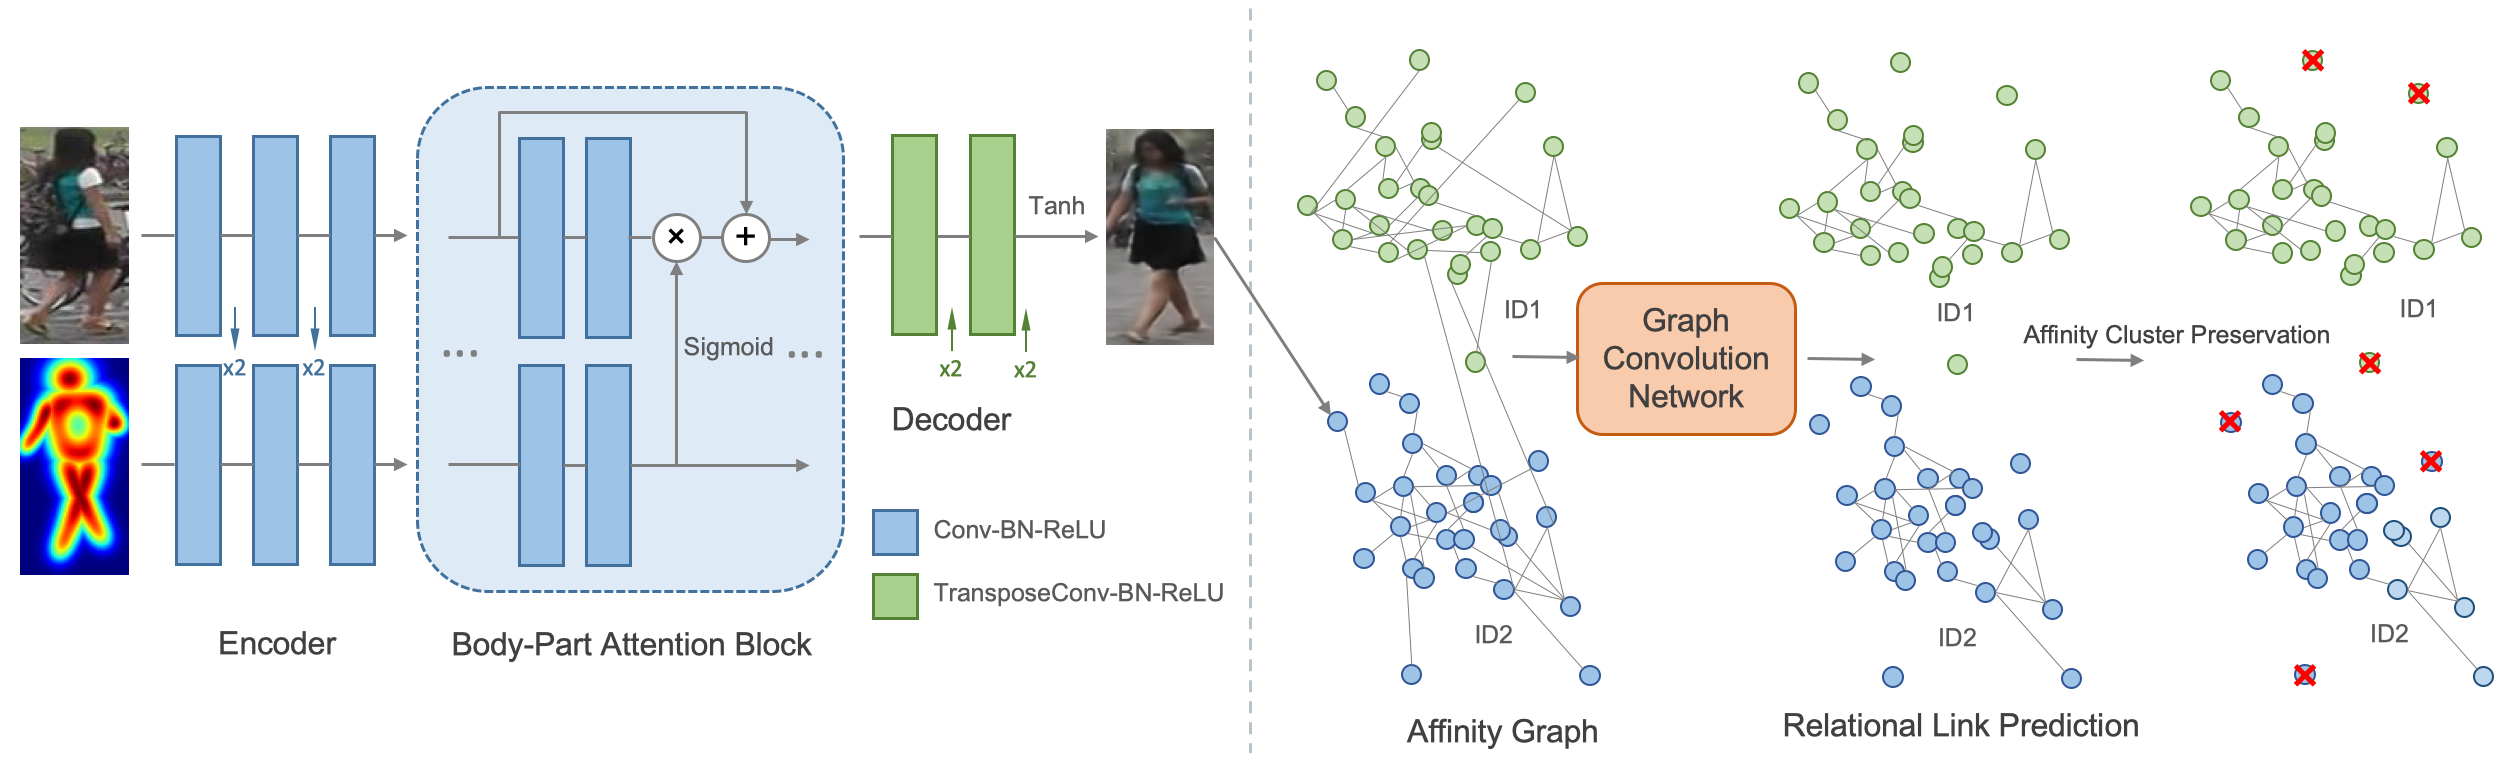 x2
x2
Encoder
...
Sigmoid
...
Body-Part Attention Block
Tanh
x2
x2
Decoder
Conv-BN-ReLU
TransposeConv-BN-ReLU
ID1
ID2
Affinity Graph
Graph
Convolution
Network
ID1
ID2
Relational Link Prediction
Affinity Cluster Preservation
ID1
ID2